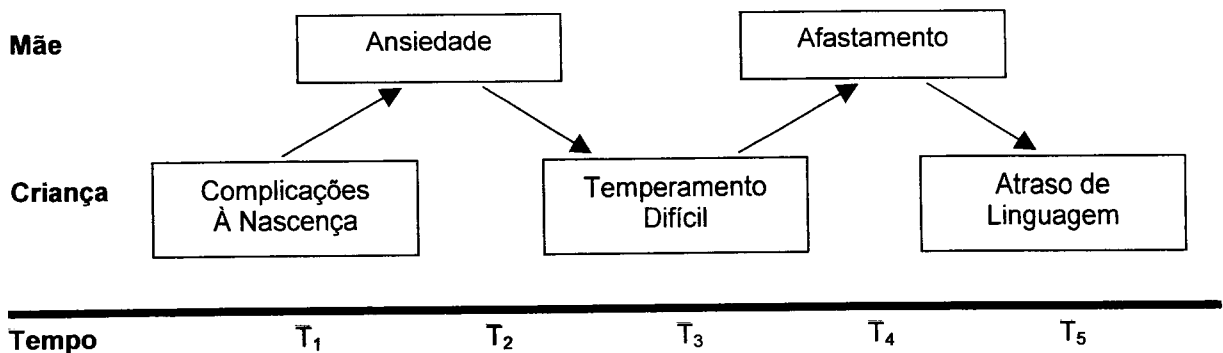 Mãe
Ansiedade
Afastamento
Criança
Complicações
À Nascença
Temperamento
Difícil
Atraso de
Linguagem
Tempo T1 T2 T3 T4 T5